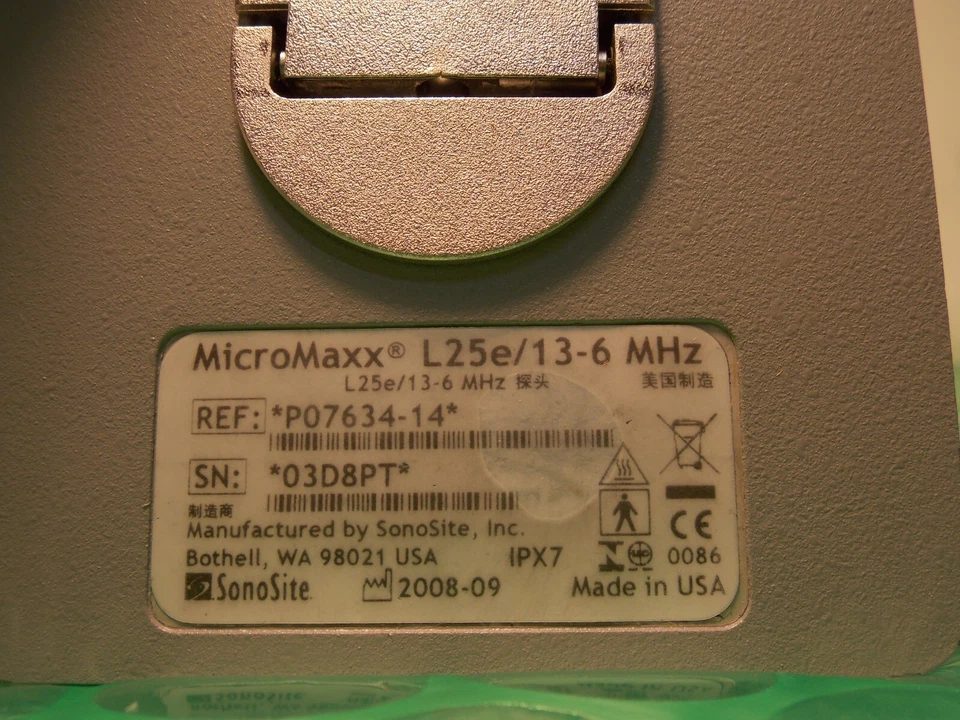 MicroMaxx® L25e/13-6 MHz
L25e/13-6 MHz 探头 美国制造
REF: *P07634-14*
SN: *03D8PT*
制造商
Manufactured by SonoSite, Inc.
Bothell, WA 98021 USA IPX7 0086
SonoSite 2008-09 Made in USA